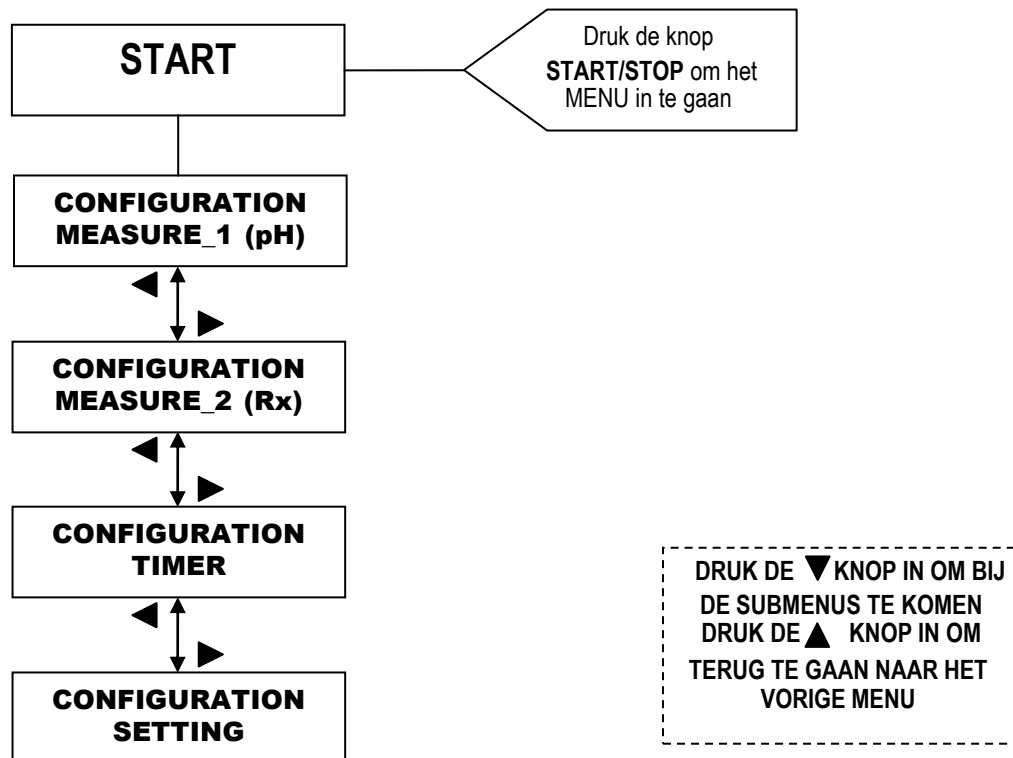 START
Druk de knop
START/STOP om het
MENU in te gaan
CONFIGURATION
MEASURE_1 (pH)
CONFIGURATION
MEASURE_2 (Rx)
CONFIGURATION
TIMER
CONFIGURATION
SETTING
DRUK DE ▼ KNOP IN OM BIJ
DE SUBMENUS TE KOMEN
DRUK DE ▲ KNOP IN OM
TERUG TE GAAN NAAR HET
VORIGE MENU